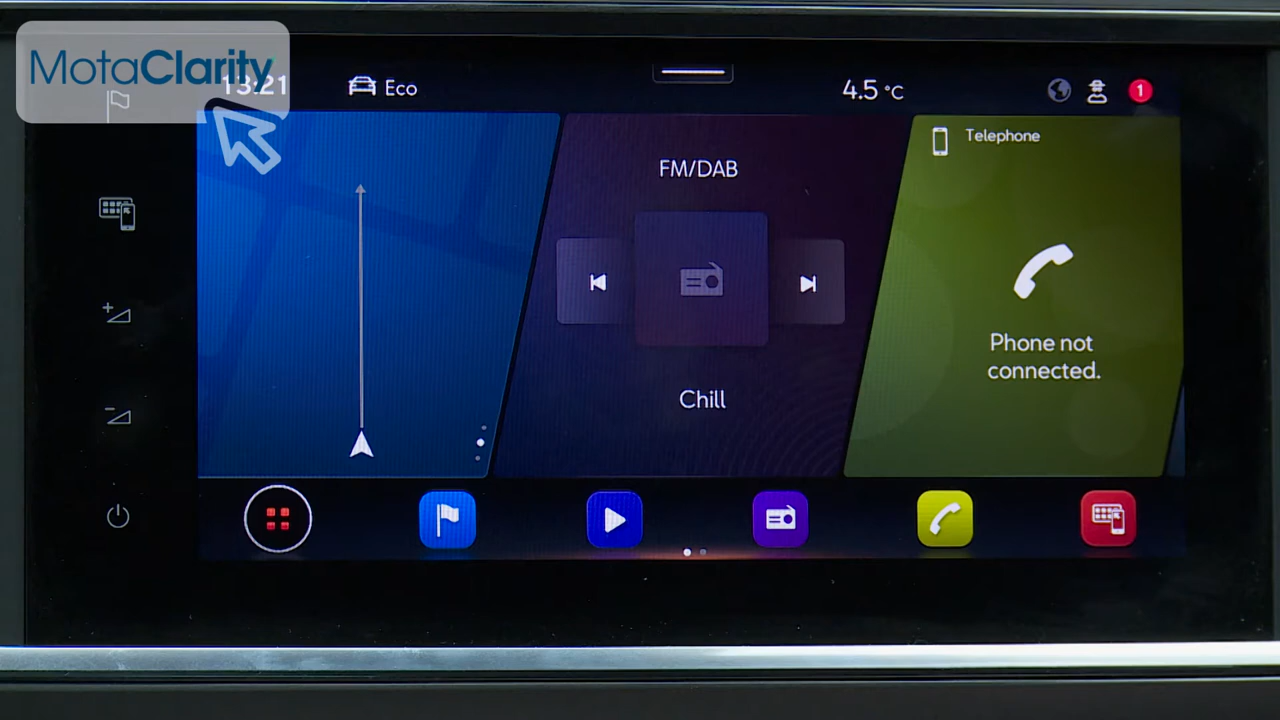 MotaClarity
13:21
Eco
4.5 °C
1
FM/DAB
Chill
Telephone
Phone not
connected.